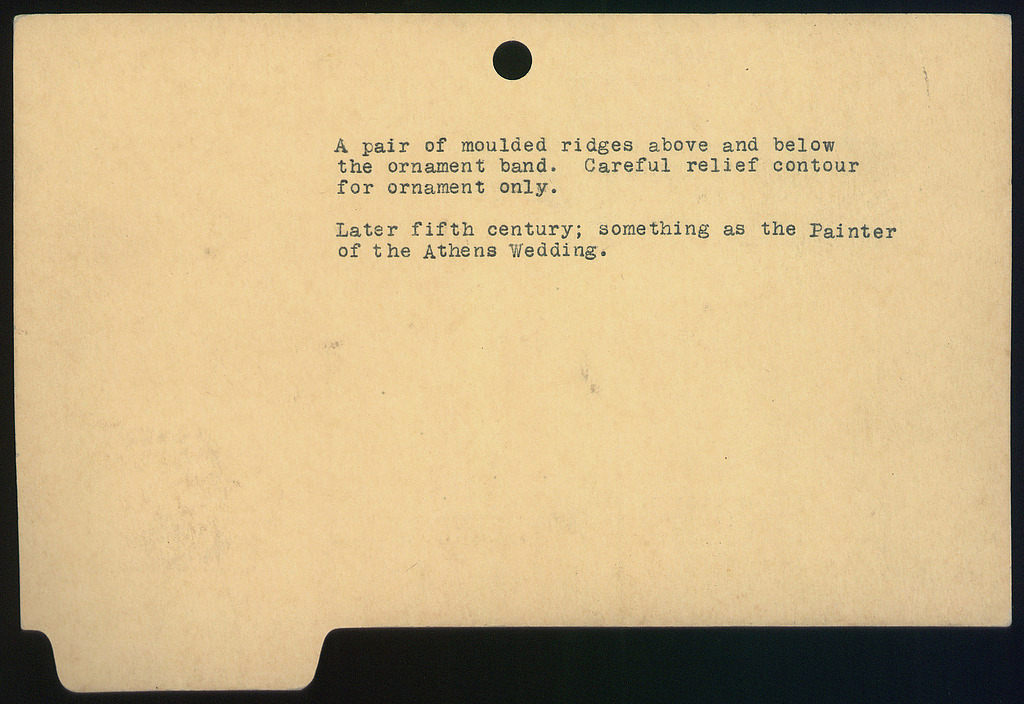 A pair of moulded ridges above and below
the ornament band. Careful relief contour
for ornament only.
Later fifth century; something as the Painter
of the Athens Wedding.